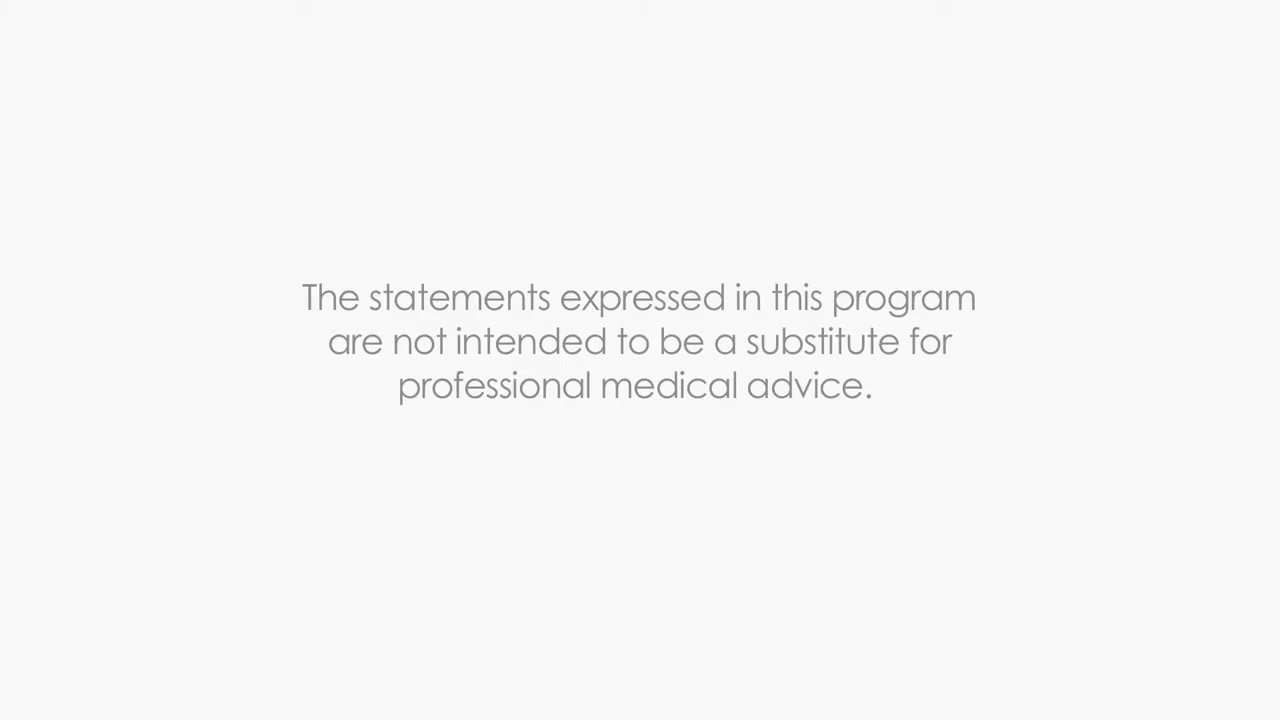 The statements expressed in this program
are not intended to be a substitute for
professional medical advice.